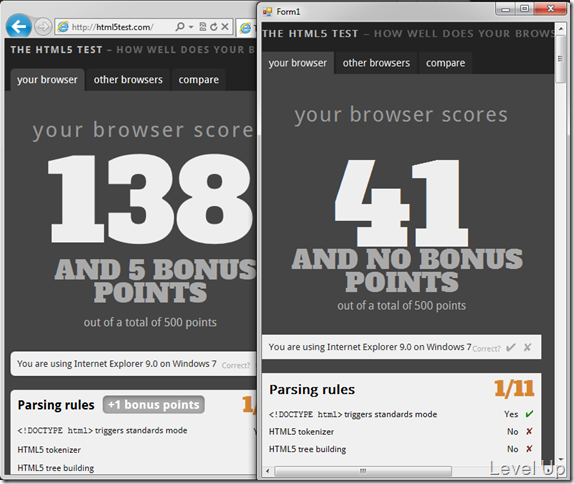 http://html5test.com/
THE HTML5 TEST – HOW WELL DOES YOUR B
your browser other browsers compare
your browser score
138
AND 5 BONUS
POINTS
out of a total of 500 points
You are using Internet Explorer 9.0 on Windows 7 Correct?
Parsing rules +1 bonus points
<!DOCTYPE html> triggers standards mode
HTML5 tokenizer
HTML5 tree building
Form1
THE HTML5 TEST – HOW WELL DOES YOUR BROWS
your browser other browsers compare
your browser scores
41
AND NO BONUS
POINTS
out of a total of 500 points
You are using Internet Explorer 9.0 on Windows 7 Correct? ✔ ✘
Parsing rules 1/11
<!DOCTYPE html> triggers standards mode Yes ✔
HTML5 tokenizer No ✘
HTML5 tree building No ✘
Level Up